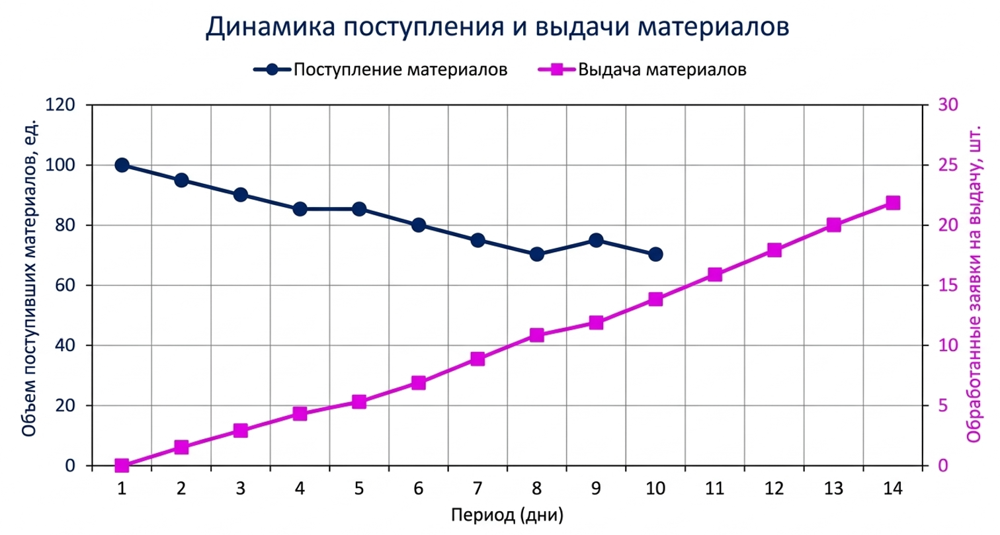 Динамика поступления и выдачи материалов
Поступление материалов Выдача материалов
Объем поступивших материалов, ед.
120
100
80
60
40
20
0
30
25
20
15
10
5
0
Обработанные заявки на выдачу, шт.
1 2 3 4 5 6 7 8 9 10 11 12 13 14
Период (дни)